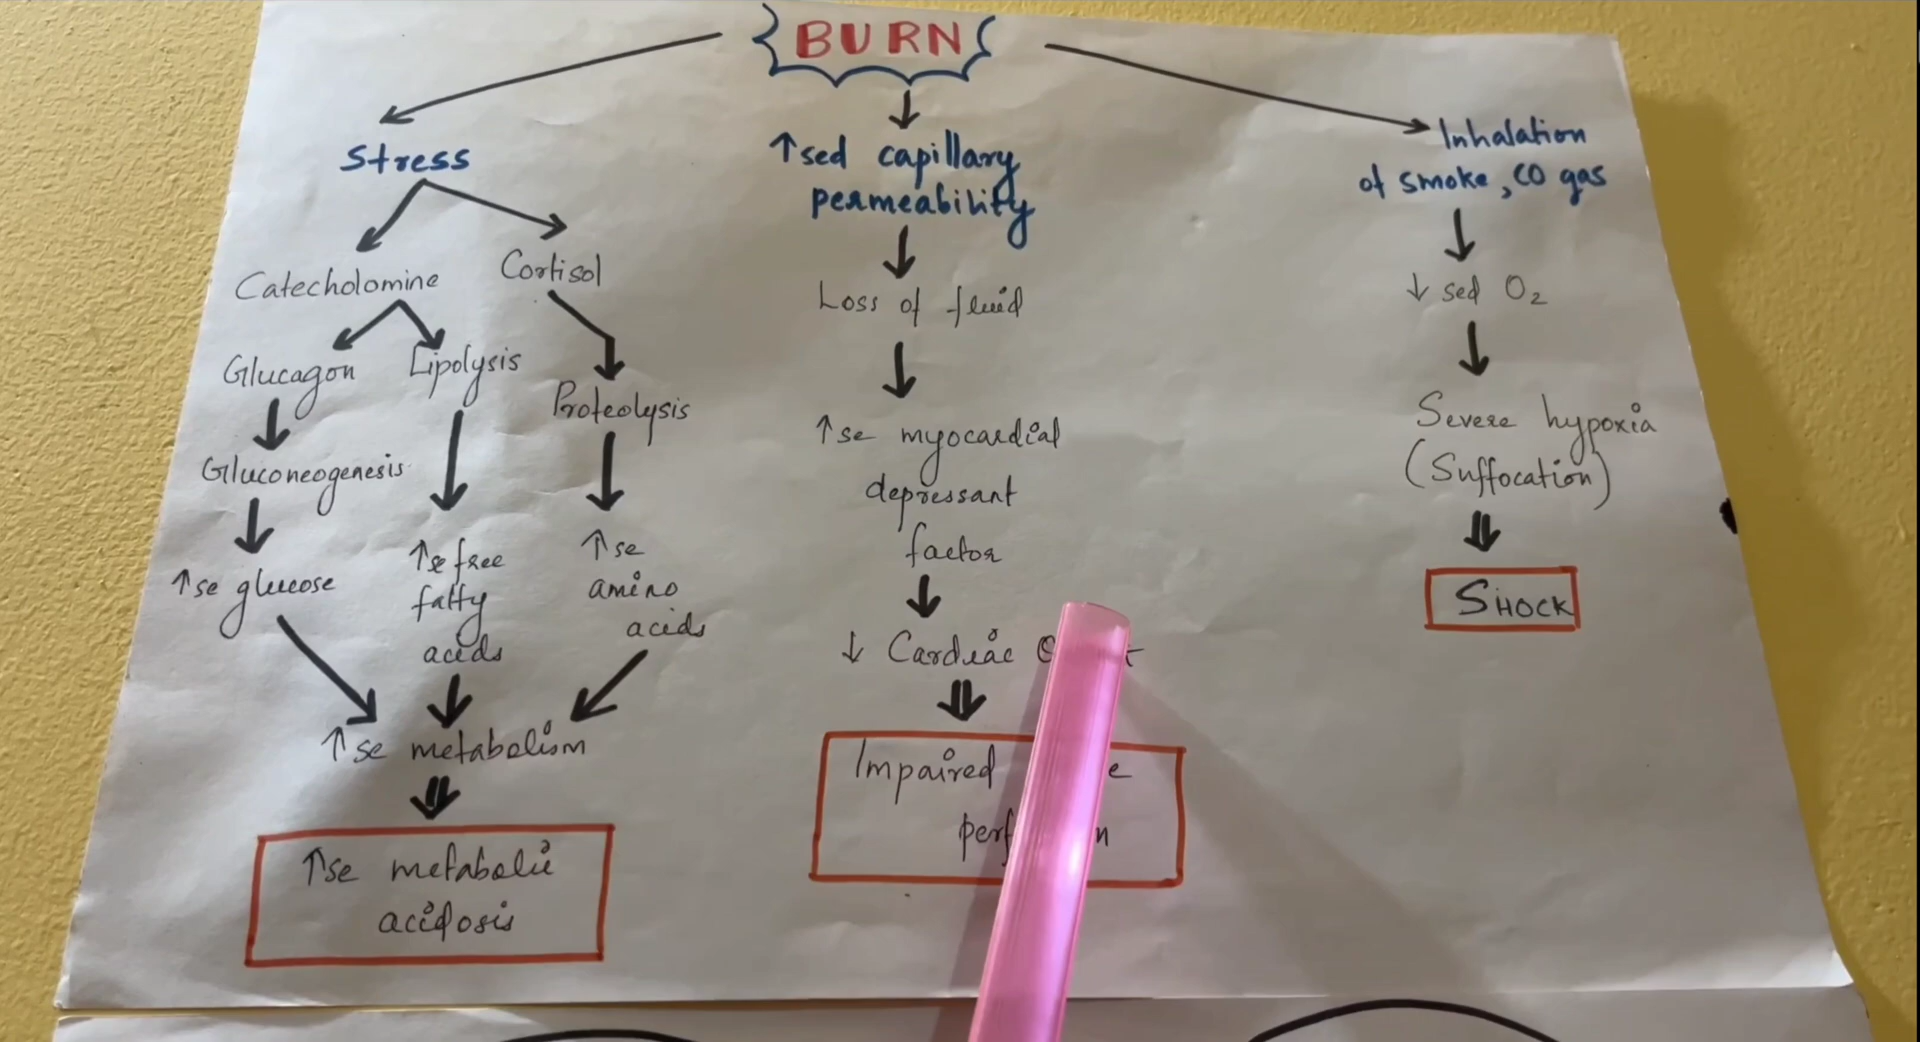 BURN
Stress
Catecholomine
Cortisol
Glucagon
Lipolysis
Proteolysis
Gluconeogenesis
↑se glucose
↑se free
fatty
acids
↑se
amino
acids
↑se metabolism
↑se metabolic
acidosis
↑sed capillary
permeability
Loss of fluid
↑se myocardial
depressant
factor
↓ Cardiac
Impaired
Inhalation
of smoke, CO gas
↓sed O₂
Severe hypoxia
(Suffocation)
SHOCK